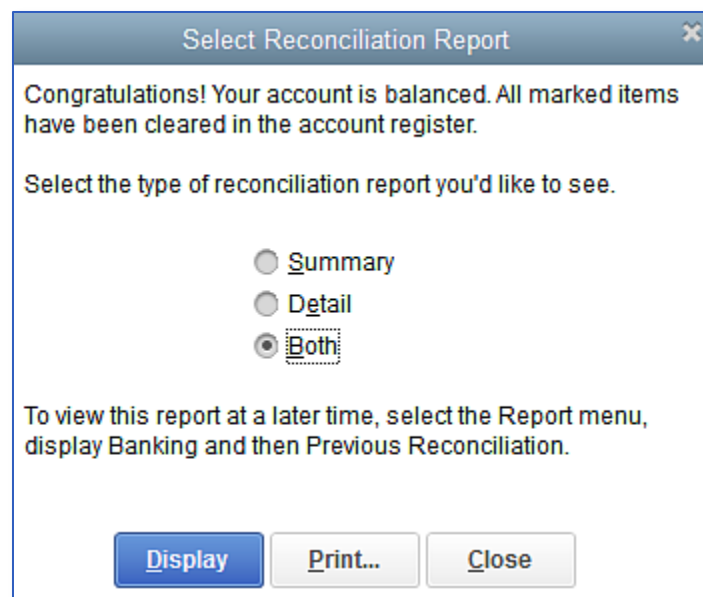 Select Reconciliation Report
Congratulations! Your account is balanced. All marked items
have been cleared in the account register.
Select the type of reconciliation report you'd like to see.
Summary
Detail
Both
To view this report at a later time, select the Report menu,
display Banking and then Previous Reconciliation.
Display Print... Close